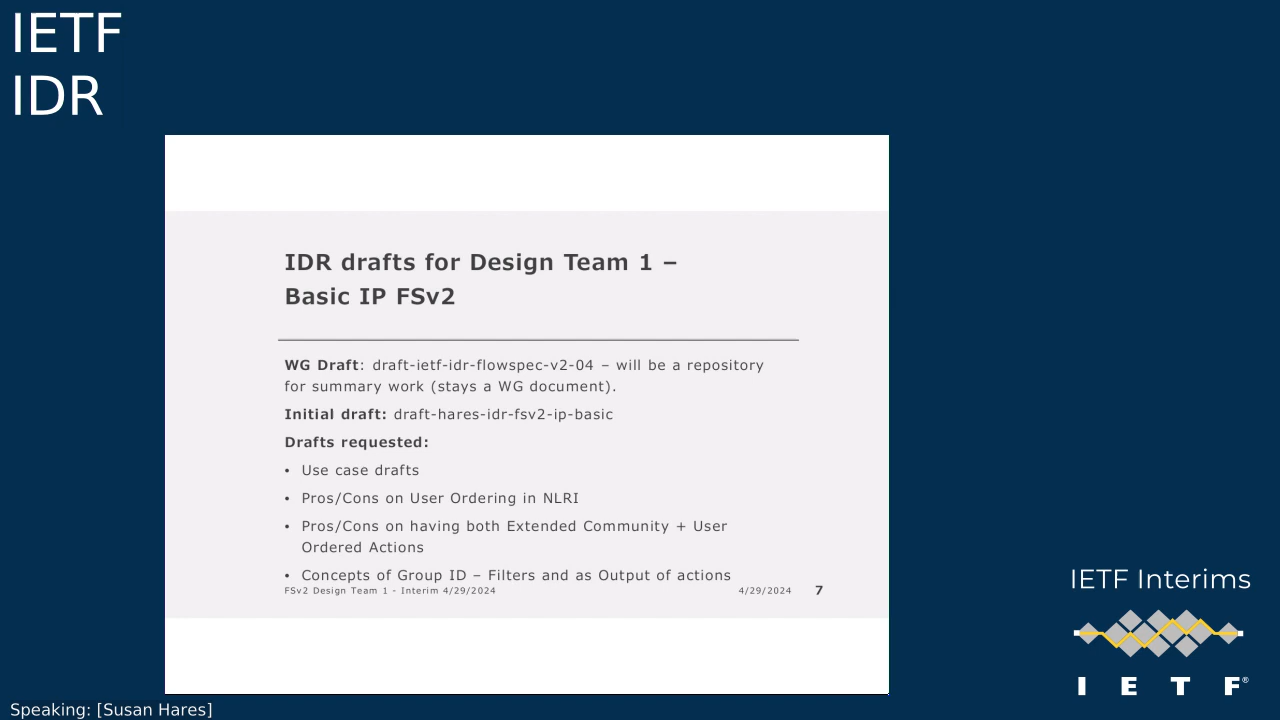 IETF
IDR
IDR drafts for Design Team 1 –
Basic IP FSv2
WG Draft: draft-ietf-idr-flowspec-v2-04 – will be a repository
for summary work (stays a WG document).
Initial draft: draft-hares-idr-fsv2-ip-basic
Drafts requested:
• Use case drafts
• Pros/Cons on User Ordering in NLRI
• Pros/Cons on having both Extended Community + User
Ordered Actions
• Concepts of Group ID – Filters and as Output of actions
FSv2 Design Team 1 - Interim 4/29/2024 4/29/2024 7
IETF Interims
I E T F®
Speaking: [Susan Hares]